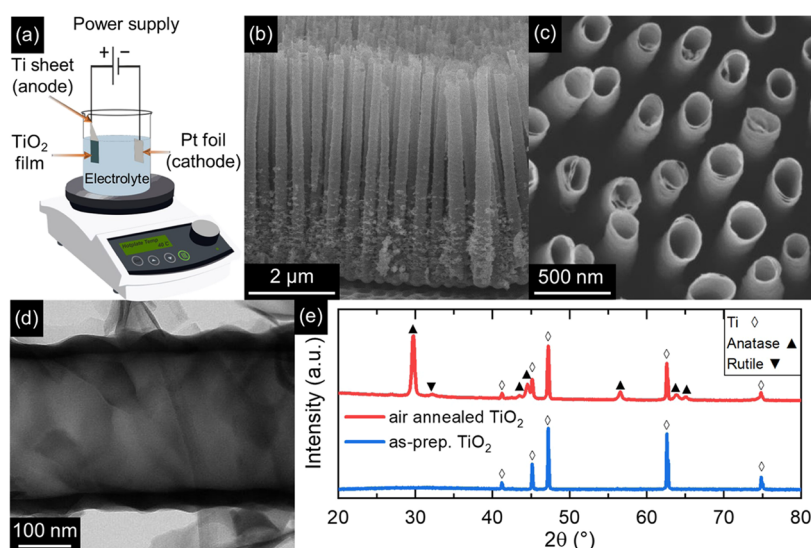 (a)
Power supply
+ −
Ti sheet
(anode)
TiO2
film
Pt foil
(cathode)
Electrolyte
(b)
2 µm
(c)
500 nm
(d)
100 nm
(e)
Intensity (a.u.)
Ti ◊
Anatase ▲
Rutile ▼
air annealed TiO2
as-prep. TiO2
20 30 40 50 60 70 80
2θ (°)